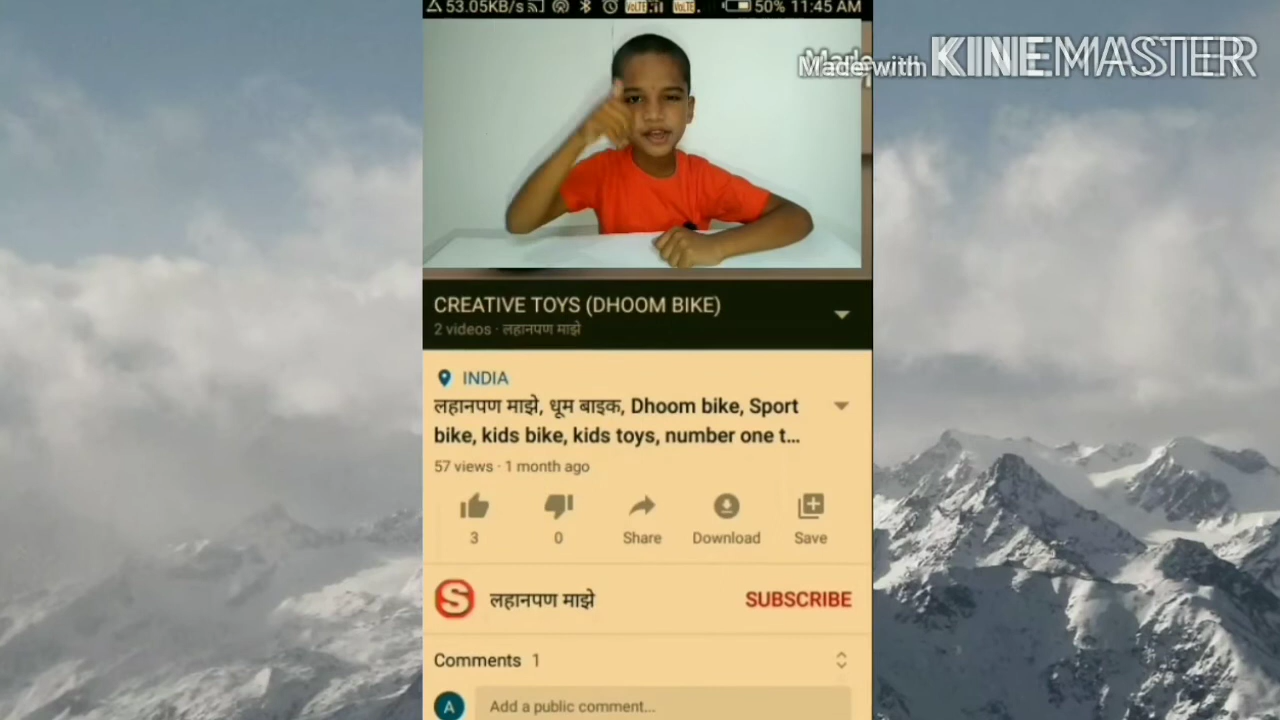 53.05KB/s VoLTE VoLTE 50% 11:45 AM
Made with KINEMASTER
CREATIVE TOYS (DHOOM BIKE)
2 videos · लहानपण माझे
INDIA
लहानपण माझे, धूम बाइक, Dhoom bike, Sport
bike, kids bike, kids toys, number one t...
57 views · 1 month ago
3 0 Share Download Save
S लहानपण माझे SUBSCRIBE
Comments 1
A Add a public comment...